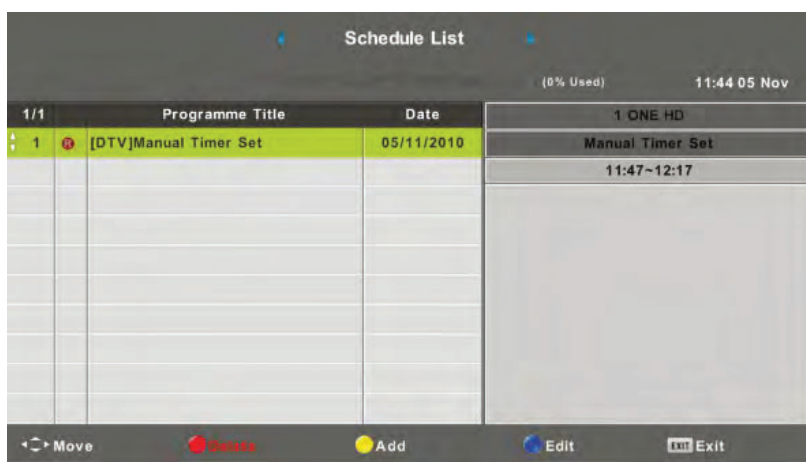 Schedule List
(0% Used) 11:44 05 Nov
1/1 Programme Title Date 1 ONE HD
1 R [DTV]Manual Timer Set 05/11/2010 Manual Timer Set
11:47~12:17
Move Delete Add Edit EXIT Exit